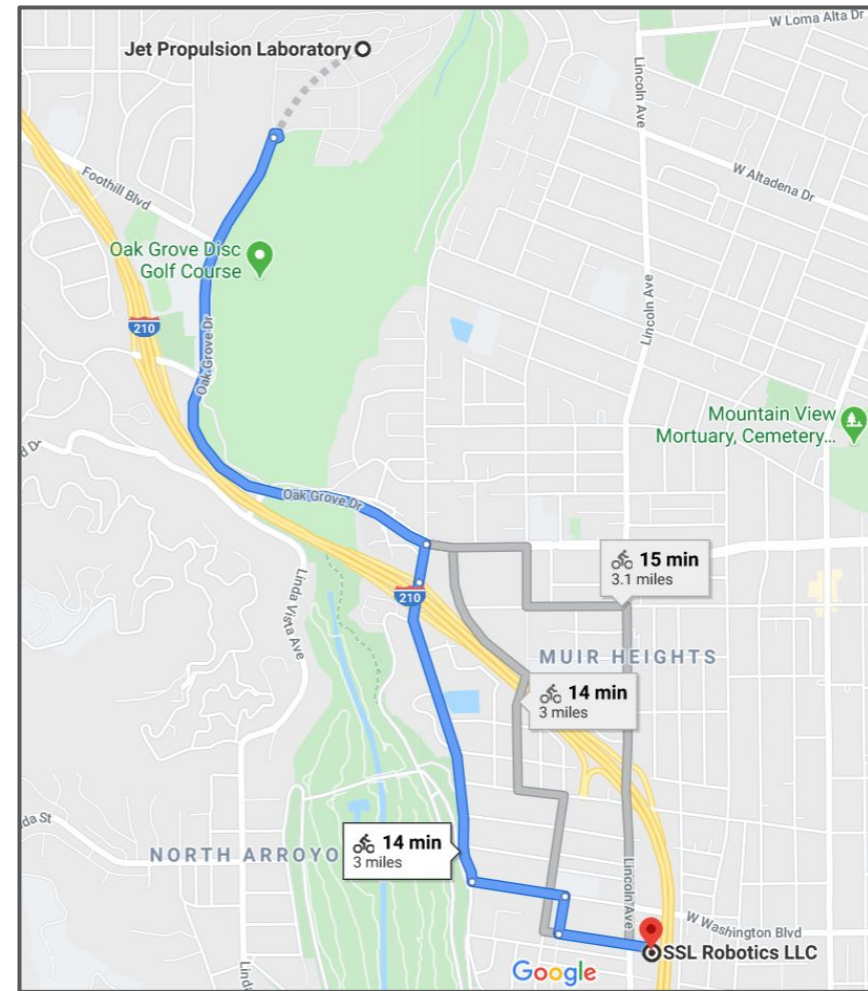 W Loma Alta Dr
Jet Propulsion Laboratory
Lincoln Ave
Foothill Blvd
W Altadena Dr
Oak Grove Disc
Golf Course
210
Lincoln Ave
Oak Grove Dr
Mountain View
Mortuary, Cemetery...
d Dr
Oak Grove Dr
15 min
3.1 miles
Linda Vista Ave
210
MUIR HEIGHTS
14 min
3 miles
da St
NORTH ARROYO
14 min
3 miles
Lincoln Ave
W Washington Blvd
SSL Robotics LLC
Linda
Google